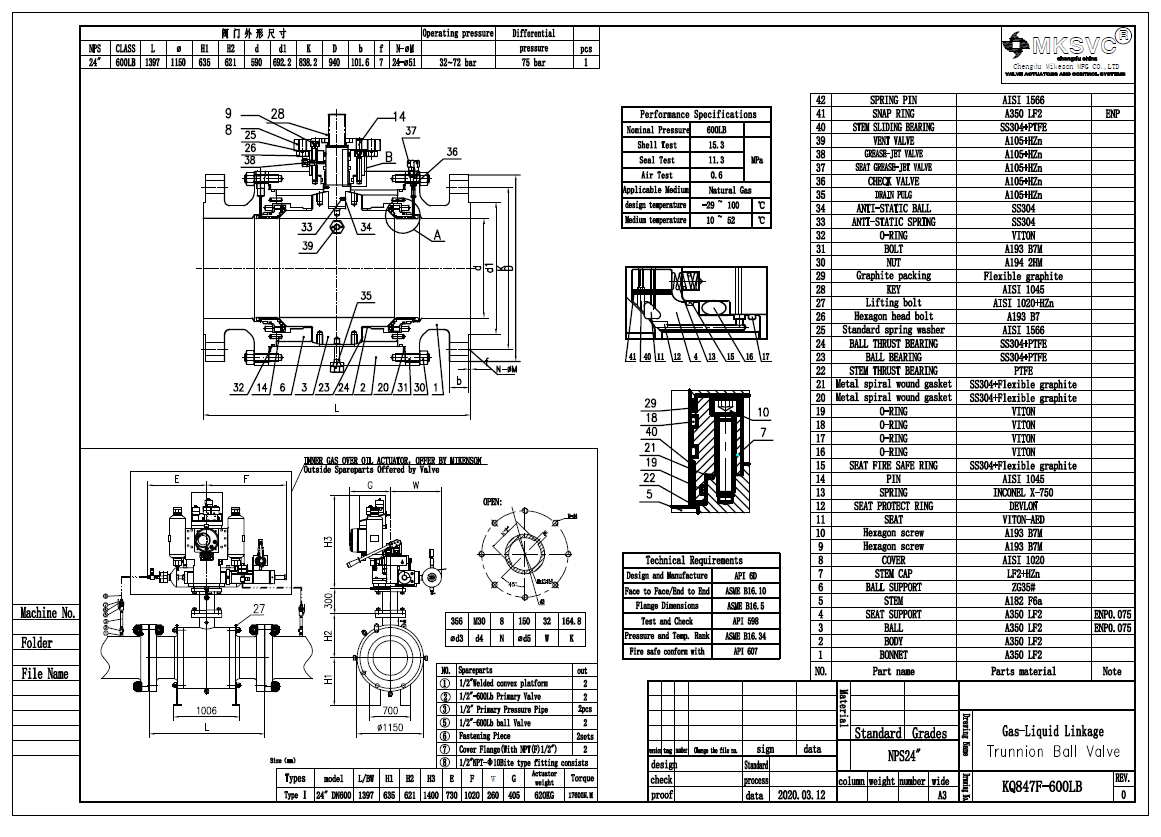 阀 门 外 形 尺 寸 Operating pressure Differential pressure pcs
NPS CLASS L ø H1 H2 d d1 K D b f N-øM
24" 600LB 1397 1150 635 621 590 692.2 838.2 940 101.6 7 24-ø51 32~72 bar 75 bar 1
MKSVC
chengdu china
Chengdu Mikeson MFG CO.,LTD
VALVE ACTUATIONS AND CONTROL SYSTEMS
9 28 14
8
25 37
26 B 36
38
33 34 A
39
d d1 K D
35
f
N-øM
32 14 6 3 23 24 2 20 31 30 1 b
L
Performance Specifications
Nominal Pressure 600LB
Shell Test 15.3
Seal Test 11.3 MPa
Air Test 0.6
Applicable Medium Natural Gas
design temperature -29 ~ 100 ℃
Medium temperature 10 ~ 52 ℃
41 40 11 12 4 13 15 16 17
29 10
18
40 7
21
19
22
5
Technical Requirements
Design and Manufacture API 6D
Face to Face/End to End ASME B16.10
Flange Dimensions ASME B16.5
Test and Check API 598
Pressure and Temp. Rank ASME B16.34
Fire safe conform with API 607
42 SPRING PIN AISI 1566
41 SNAP RING A350 LF2 ENP
40 STEM SLIDING BEARING SS304+PTFE
39 VENT VALVE A105+HZn
38 GREASE-JET VALVE A105+HZn
37 SEAT GREASE-JET VALVE A105+HZn
36 CHECK VALVE A105+HZn
35 DRAIN PULG A105+HZn
34 ANTI-STATIC BALL SS304
33 ANTI-STATIC SPRING SS304
32 O-RING VITON
31 BOLT A193 B7M
30 NUT A194 2HM
29 Graphite packing Flexible graphite
28 KEY AISI 1045
27 Lifting bolt AISI 1020+HZn
26 Hexagon head bolt A193 B7
25 Standard spring washer AISI 1566
24 BALL THRUST BEARING SS304+PTFE
23 BALL BEARING SS304+PTFE
22 STEM THRUST BEARING PTFE
21 Metal spiral wound gasket SS304+Flexible graphite
20 Metal spiral wound gasket SS304+Flexible graphite
19 O-RING VITON
18 O-RING VITON
17 O-RING VITON
16 O-RING VITON
15 SEAT FIRE SAFE RING SS304+Flexible graphite
14 PIN AISI 1045
13 SPRING INCONEL X-750
12 SEAT PROTECT RING DEVLON
11 SEAT VITON-AED
10 Hexagon screw A193 B7M
9 Hexagon screw A193 B7M
8 COVER AISI 1020
7 STEM CAP LF2+HZn
6 BALL SUPPORT ZG35#
5 STEM A182 F6a
4 SEAT SUPPORT A350 LF2 ENP0.075
3 BALL A350 LF2 ENP0.075
2 BODY A350 LF2
1 BONNET A350 LF2
NO. Part name Parts material Note
INNER GAS OVER OIL ACTUATOR, OFFER BY MIKENSON
Outside Spareparts Offered by Valve
E F G W
H3
300
H2
H1
27
1006
L
700
ø1150
OPEN:
45°
356 M30 8 150 32 164.8
ød3 d4 N ød5 W K
NO. Spareparts out
① 1/2"Welded convex platform 2
② 1/2"-600Lb Primary Valve 2
③ 1/2" Primary Pressure Pipe 2pcs
⑤ 1/2"-600Lb ball Valve 2
⑥ Fastening Piece 2sets
⑦ Cover Flange(With NPT(F)1/2") 2
⑧ 1/2"NPT-Φ10Bite type fitting consists
Size (mm)
Types model L/BW H1 H2 H3 E F W G Actuator weight Torque
Type I 24" DN600 1397 635 621 1400 730 1020 260 405 620KG 17800N.M
Machine No.
Folder
File Name
Material
Standard Grades
NPS24"
Drawing Name
Gas-Liquid Linkage
Trunnion Ball Valve
number Change the file no. sign data
design Standard
check process
proof data 2020.03.12
column weight number wide
A3
Drawing No.
KQ847F-600LB
REV.
0